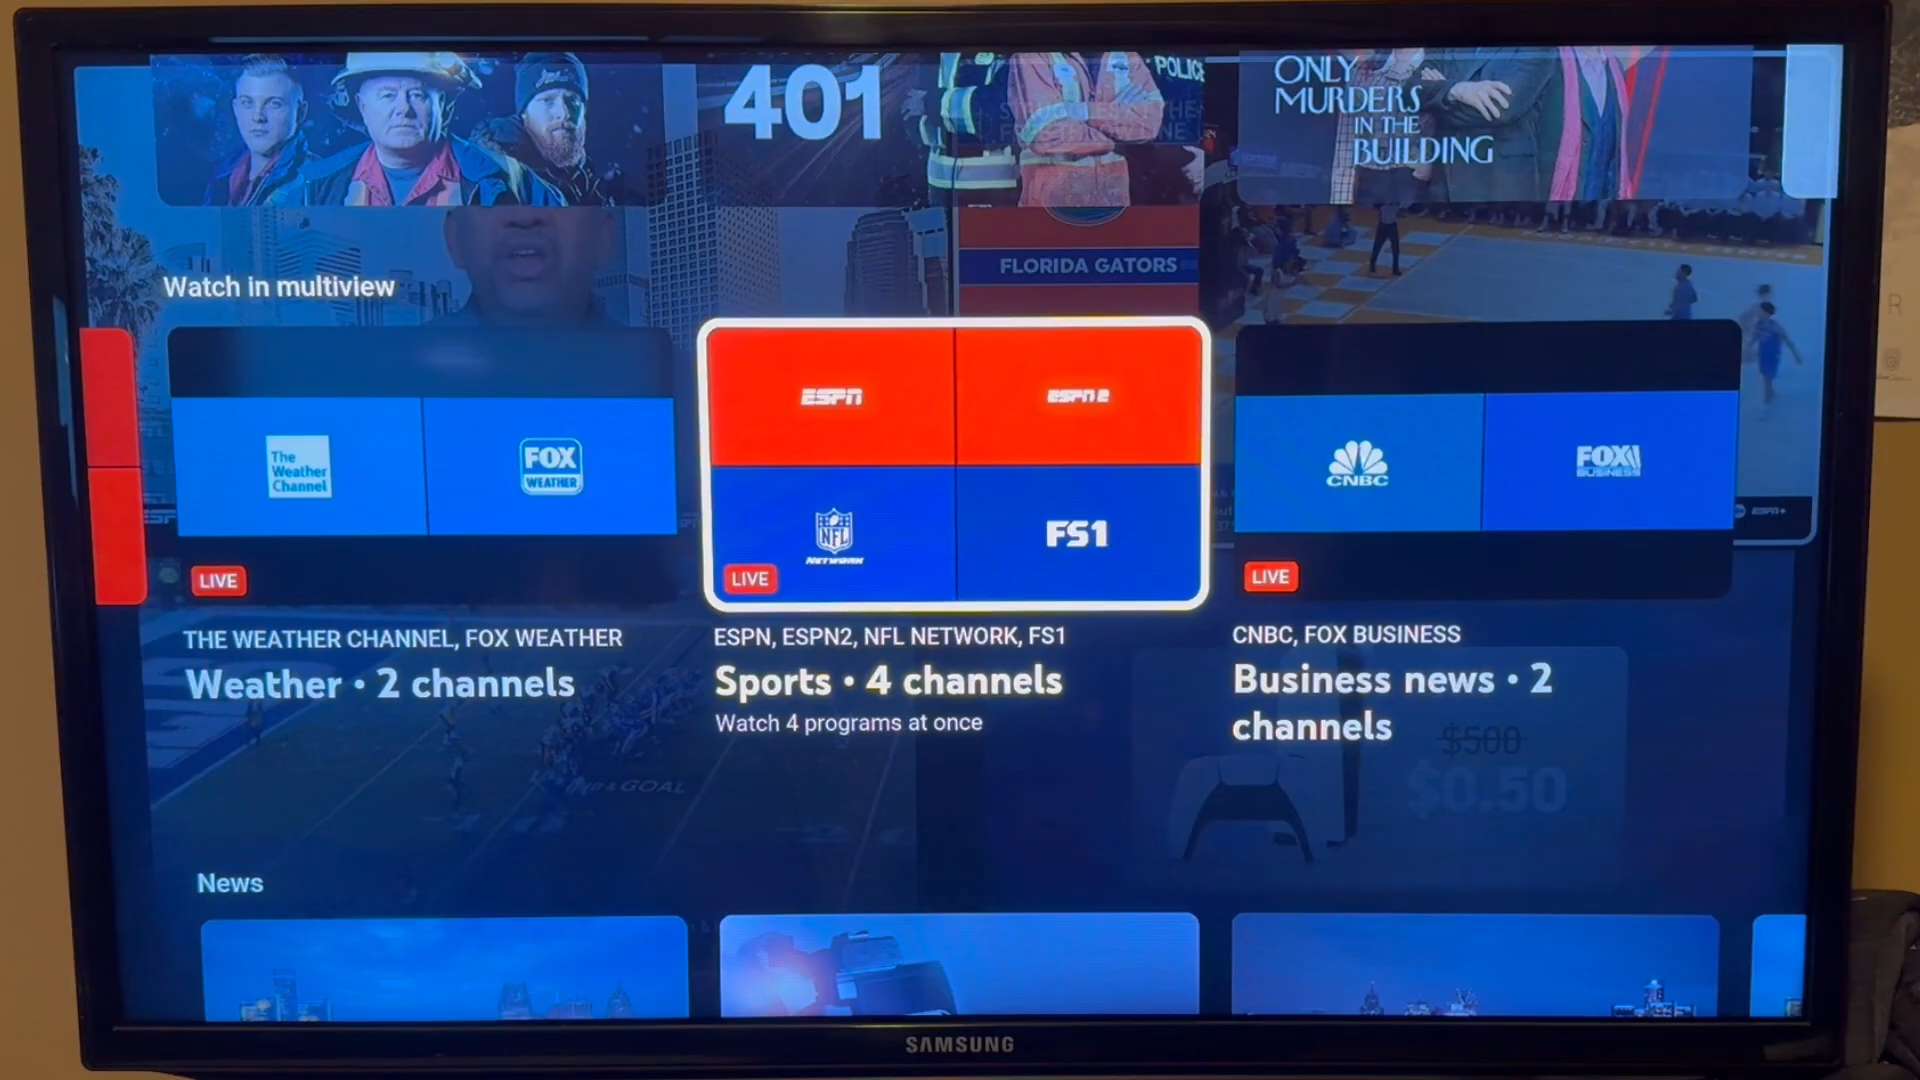 401
POLICE
ONLY
MURDERS
IN THE
BUILDING
FLORIDA GATORS
Watch in multiview
The
Weather
Channel
FOX
WEATHER
LIVE
ESPN
ESPN2
NFL
NETWORK
FS1
LIVE
CNBC
FOX
BUSINESS
LIVE
ESPN+
THE WEATHER CHANNEL, FOX WEATHER
Weather • 2 channels
ESPN, ESPN2, NFL NETWORK, FS1
Sports • 4 channels
Watch 4 programs at once
CNBC, FOX BUSINESS
Business news • 2
channels
$500
$0.50
& GOAL
News
SAMSUNG